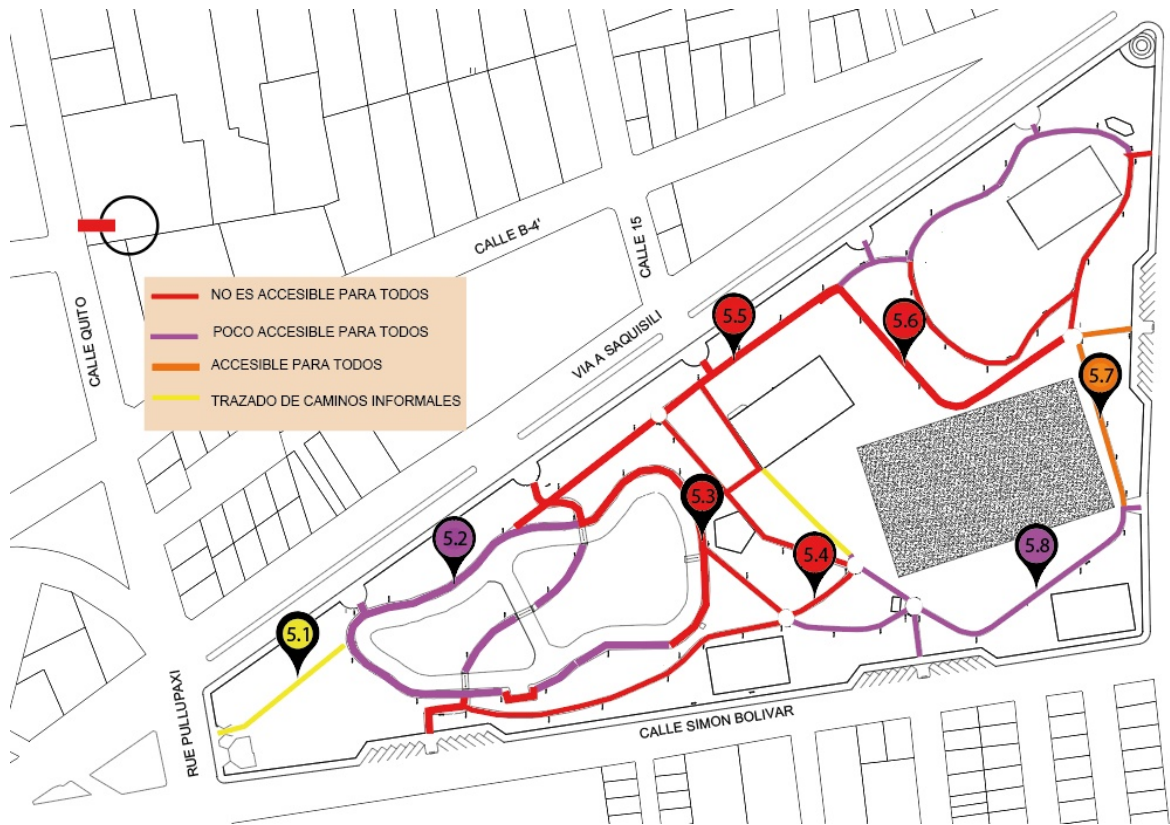 CALLE B-4'
CALLE 15
CALLE QUITO
VIA A SAQUISILI
NO ES ACCESIBLE PARA TODOS
POCO ACCESIBLE PARA TODOS
ACCESIBLE PARA TODOS
TRAZADO DE CAMINOS INFORMALES
5.5
5.6
5.7
5.3
5.2
5.4
5.8
5.1
RUE PULLUPAXI
CALLE SIMON BOLIVAR